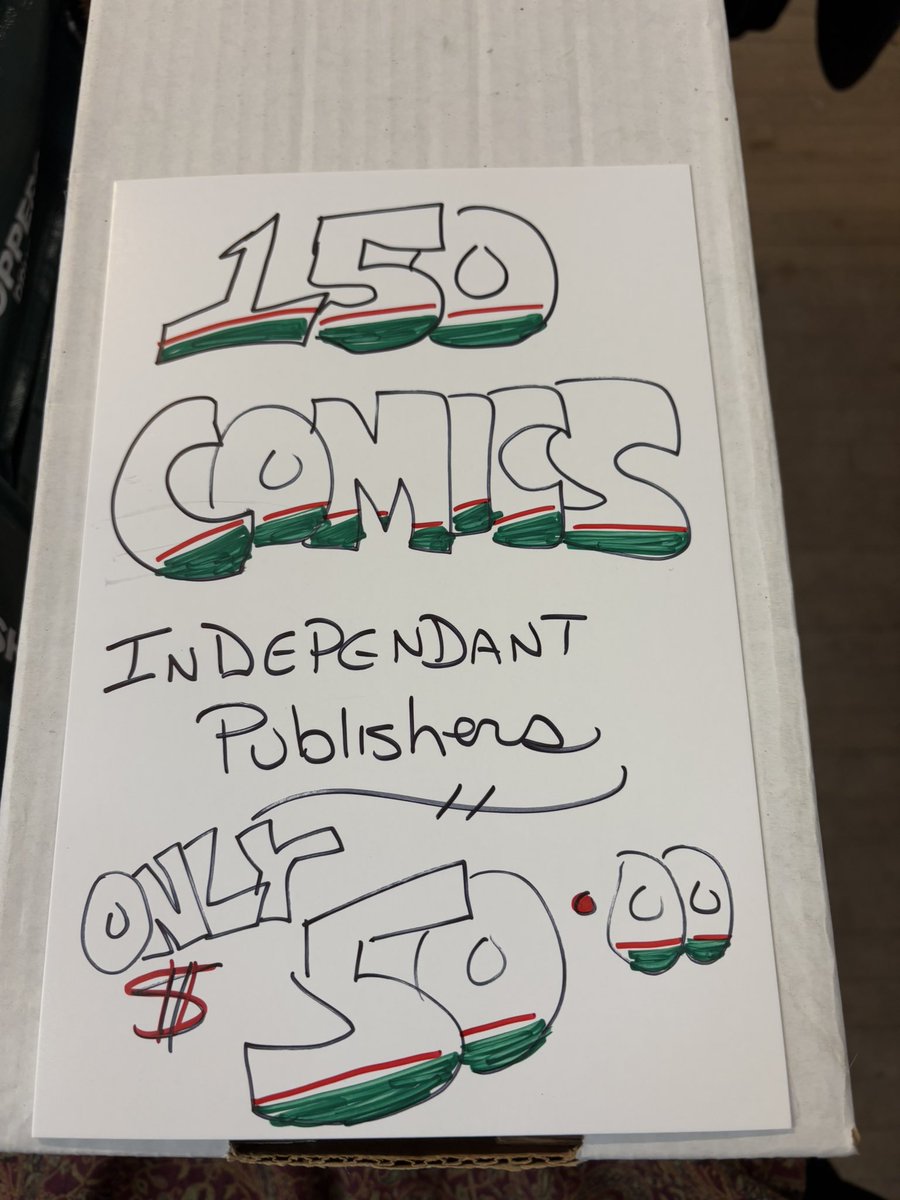 150
COMICS
INDEPENDANT
Publishers
ONLY
$50.00